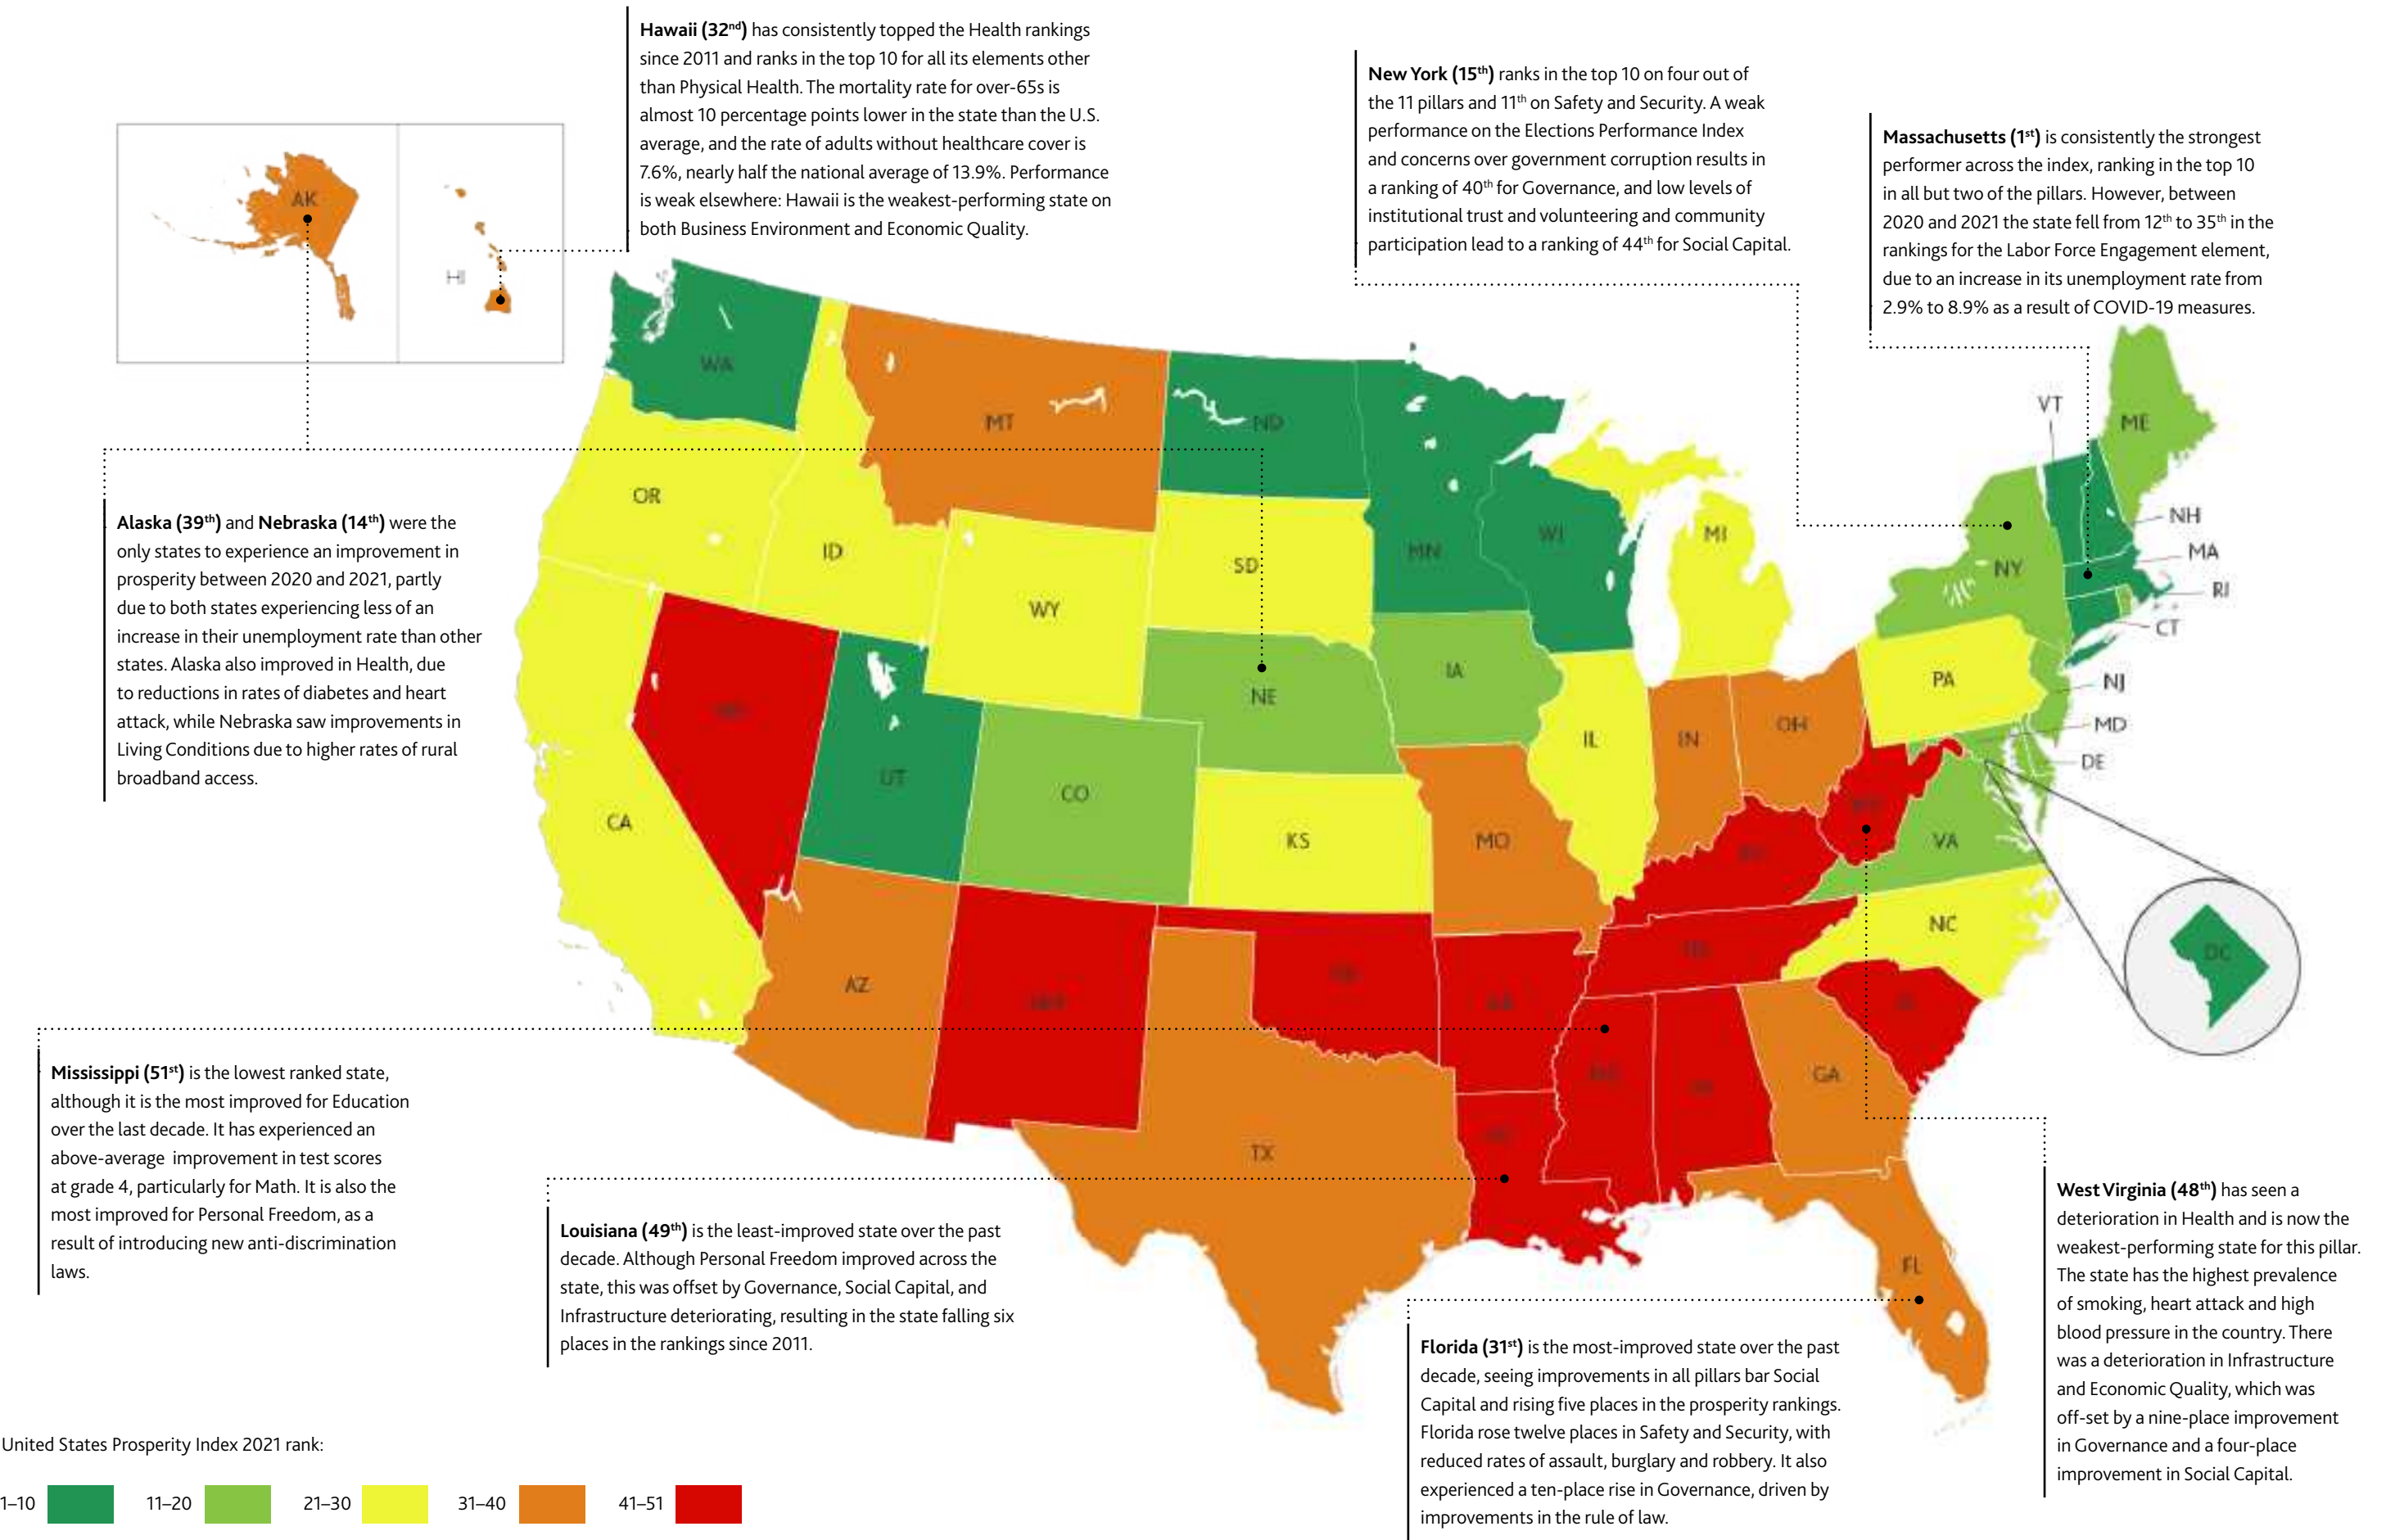 Hawaii (32nd) has consistently topped the Health rankings
since 2011 and ranks in the top 10 for all its elements other
than Physical Health. The mortality rate for over-65s is
almost 10 percentage points lower in the state than the U.S.
average, and the rate of adults without healthcare cover is
7.6%, nearly half the national average of 13.9%. Performance
is weak elsewhere: Hawaii is the weakest-performing state on
both Business Environment and Economic Quality.
New York (15th) ranks in the top 10 on four out of
the 11 pillars and 11th on Safety and Security. A weak
performance on the Elections Performance Index
and concerns over government corruption results in
a ranking of 40th for Governance, and low levels of
institutional trust and volunteering and community
participation lead to a ranking of 44th for Social Capital.
Massachusetts (1st) is consistently the strongest
performer across the index, ranking in the top 10
in all but two of the pillars. However, between
2020 and 2021 the state fell from 12th to 35th in the
rankings for the Labor Force Engagement element,
due to an increase in its unemployment rate from
2.9% to 8.9% as a result of COVID-19 measures.
AK
HI
WA
MT
ND
VT
ME
OR
ID
WY
SD
MN
WI
MI
NY
NH
MA
RI
CT
Alaska (39th) and Nebraska (14th) were the
only states to experience an improvement in
prosperity between 2020 and 2021, partly
due to both states experiencing less of an
increase in their unemployment rate than other
states. Alaska also improved in Health, due
to reductions in rates of diabetes and heart
attack, while Nebraska saw improvements in
Living Conditions due to higher rates of rural
broadband access.
NE
IA
PA
NJ
MD
DE
NV
UT
CO
IL
IN
OH
WV
CA
KS
MO
KY
VA
NC
DC
AZ
NM
OK
AR
TN
SC
MS
AL
GA
TX
LA
FL
Mississippi (51st) is the lowest ranked state,
although it is the most improved for Education
over the last decade. It has experienced an
above-average improvement in test scores
at grade 4, particularly for Math. It is also the
most improved for Personal Freedom, as a
result of introducing new anti-discrimination
laws.
Louisiana (49th) is the least-improved state over the past
decade. Although Personal Freedom improved across the
state, this was offset by Governance, Social Capital, and
Infrastructure deteriorating, resulting in the state falling six
places in the rankings since 2011.
Florida (31st) is the most-improved state over the past
decade, seeing improvements in all pillars bar Social
Capital and rising five places in the prosperity rankings.
Florida rose twelve places in Safety and Security, with
reduced rates of assault, burglary and robbery. It also
experienced a ten-place rise in Governance, driven by
improvements in the rule of law.
West Virginia (48th) has seen a
deterioration in Health and is now the
weakest-performing state for this pillar.
The state has the highest prevalence
of smoking, heart attack and high
blood pressure in the country. There
was a deterioration in Infrastructure
and Economic Quality, which was
off-set by a nine-place improvement
in Governance and a four-place
improvement in Social Capital.
United States Prosperity Index 2021 rank:
1–10
11–20
21–30
31–40
41–51